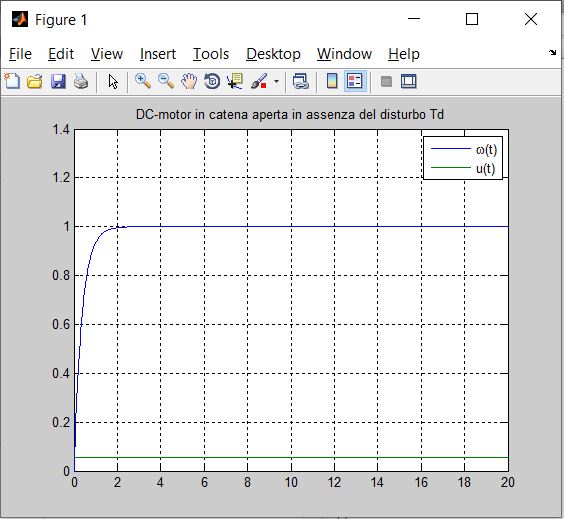 Figure 1
File Edit View Insert Tools Desktop Window Help
DC-motor in catena aperta in assenza del disturbo Td
1.4
ω(t)
u(t)
1.2
1
0.8
0.6
0.4
0.2
0
0 2 4 6 8 10 12 14 16 18 20